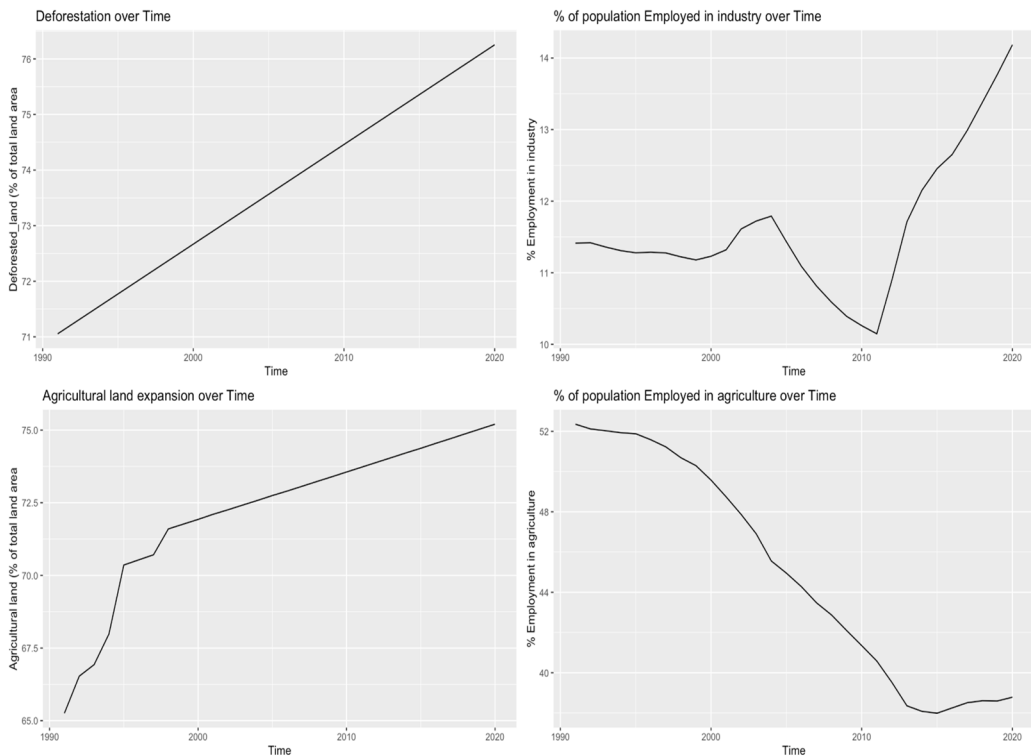 Deforestation over Time
Deforested_land (% of total land area
76
75
74
73
72
71
1990 2000 2010 2020
Time
% of population Employed in industry over Time
% Employment in industry
14
13
12
11
10
1990 2000 2010 2020
Time
Agricultural land expansion over Time
Agricultural land (% of total land area
75.0
72.5
70.0
67.5
65.0
1990 2000 2010 2020
Time
% of population Employed in agriculture over Time
% Employment in agriculture
52
48
44
40
1990 2000 2010 2020
Time